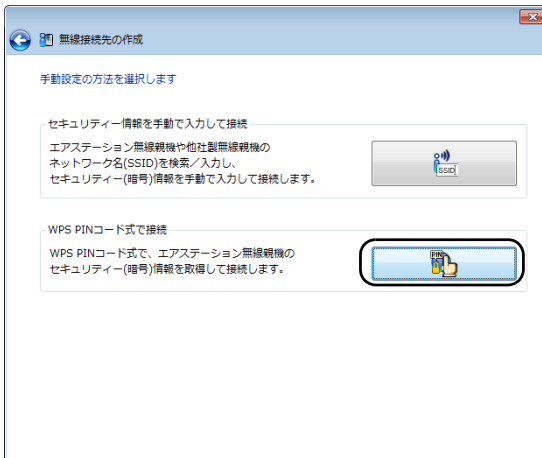 無線接続先の作成
手動設定の方法を選択します
セキュリティー情報を手動で入力して接続
エアステーション無線親機や他社製無線親機の
ネットワーク名(SSID)を検索／入力し、
セキュリティー(暗号)情報を手動で入力して接続します。
SSID
WPS PINコード式で接続
WPS PINコード式で、エアステーション無線親機の
セキュリティー(暗号)情報を取得して接続します。
PIN